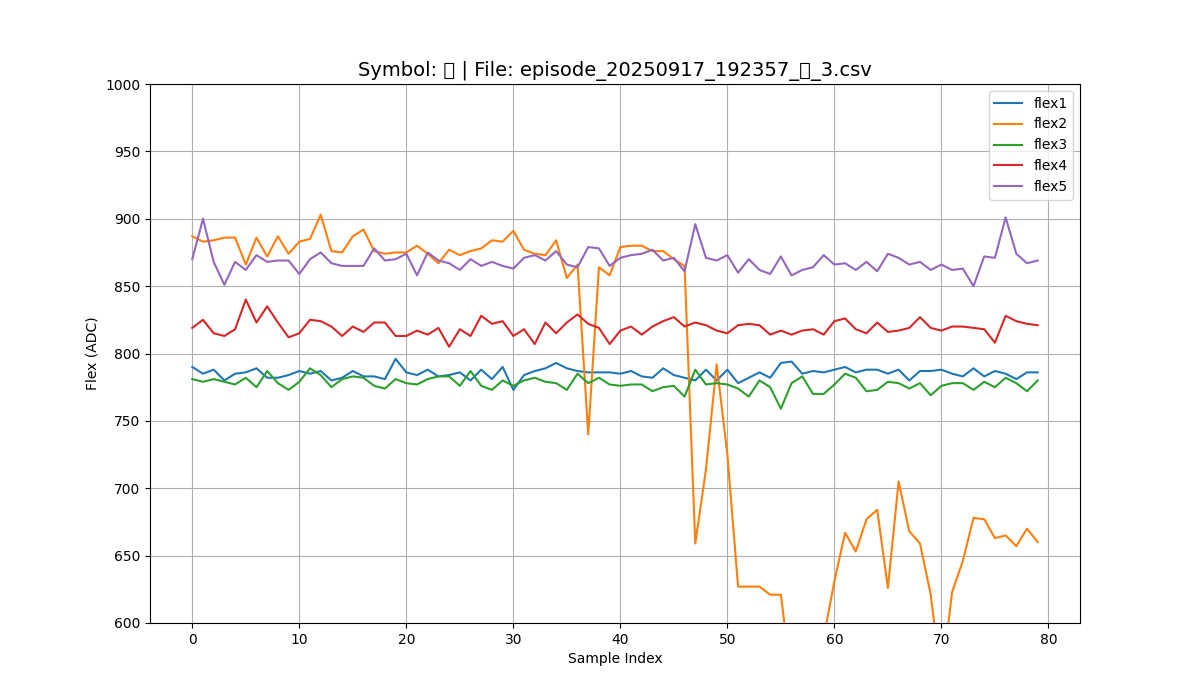 Symbol: | File: episode_20250917_192357_ _3.csv
Flex (ADC)
1000
950
900
850
800
750
700
650
600
0 10 20 30 40 50 60 70 80
Sample Index
flex1
flex2
flex3
flex4
flex5